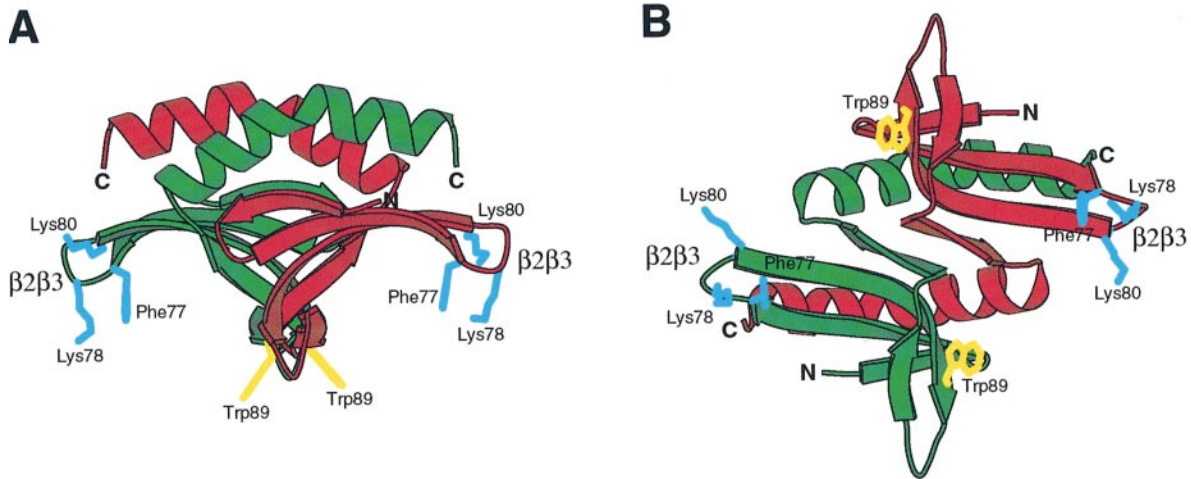 A
C
C
N
Lys80
β2β3
Phe77
Lys78
Lys80
β2β3
Phe77
Lys78
Trp89
Trp89
B
Trp89
N
C
Lys78
Lys80
Phe77
β2β3
β2β3
Phe77
Lys80
Lys78
C
N
Trp89